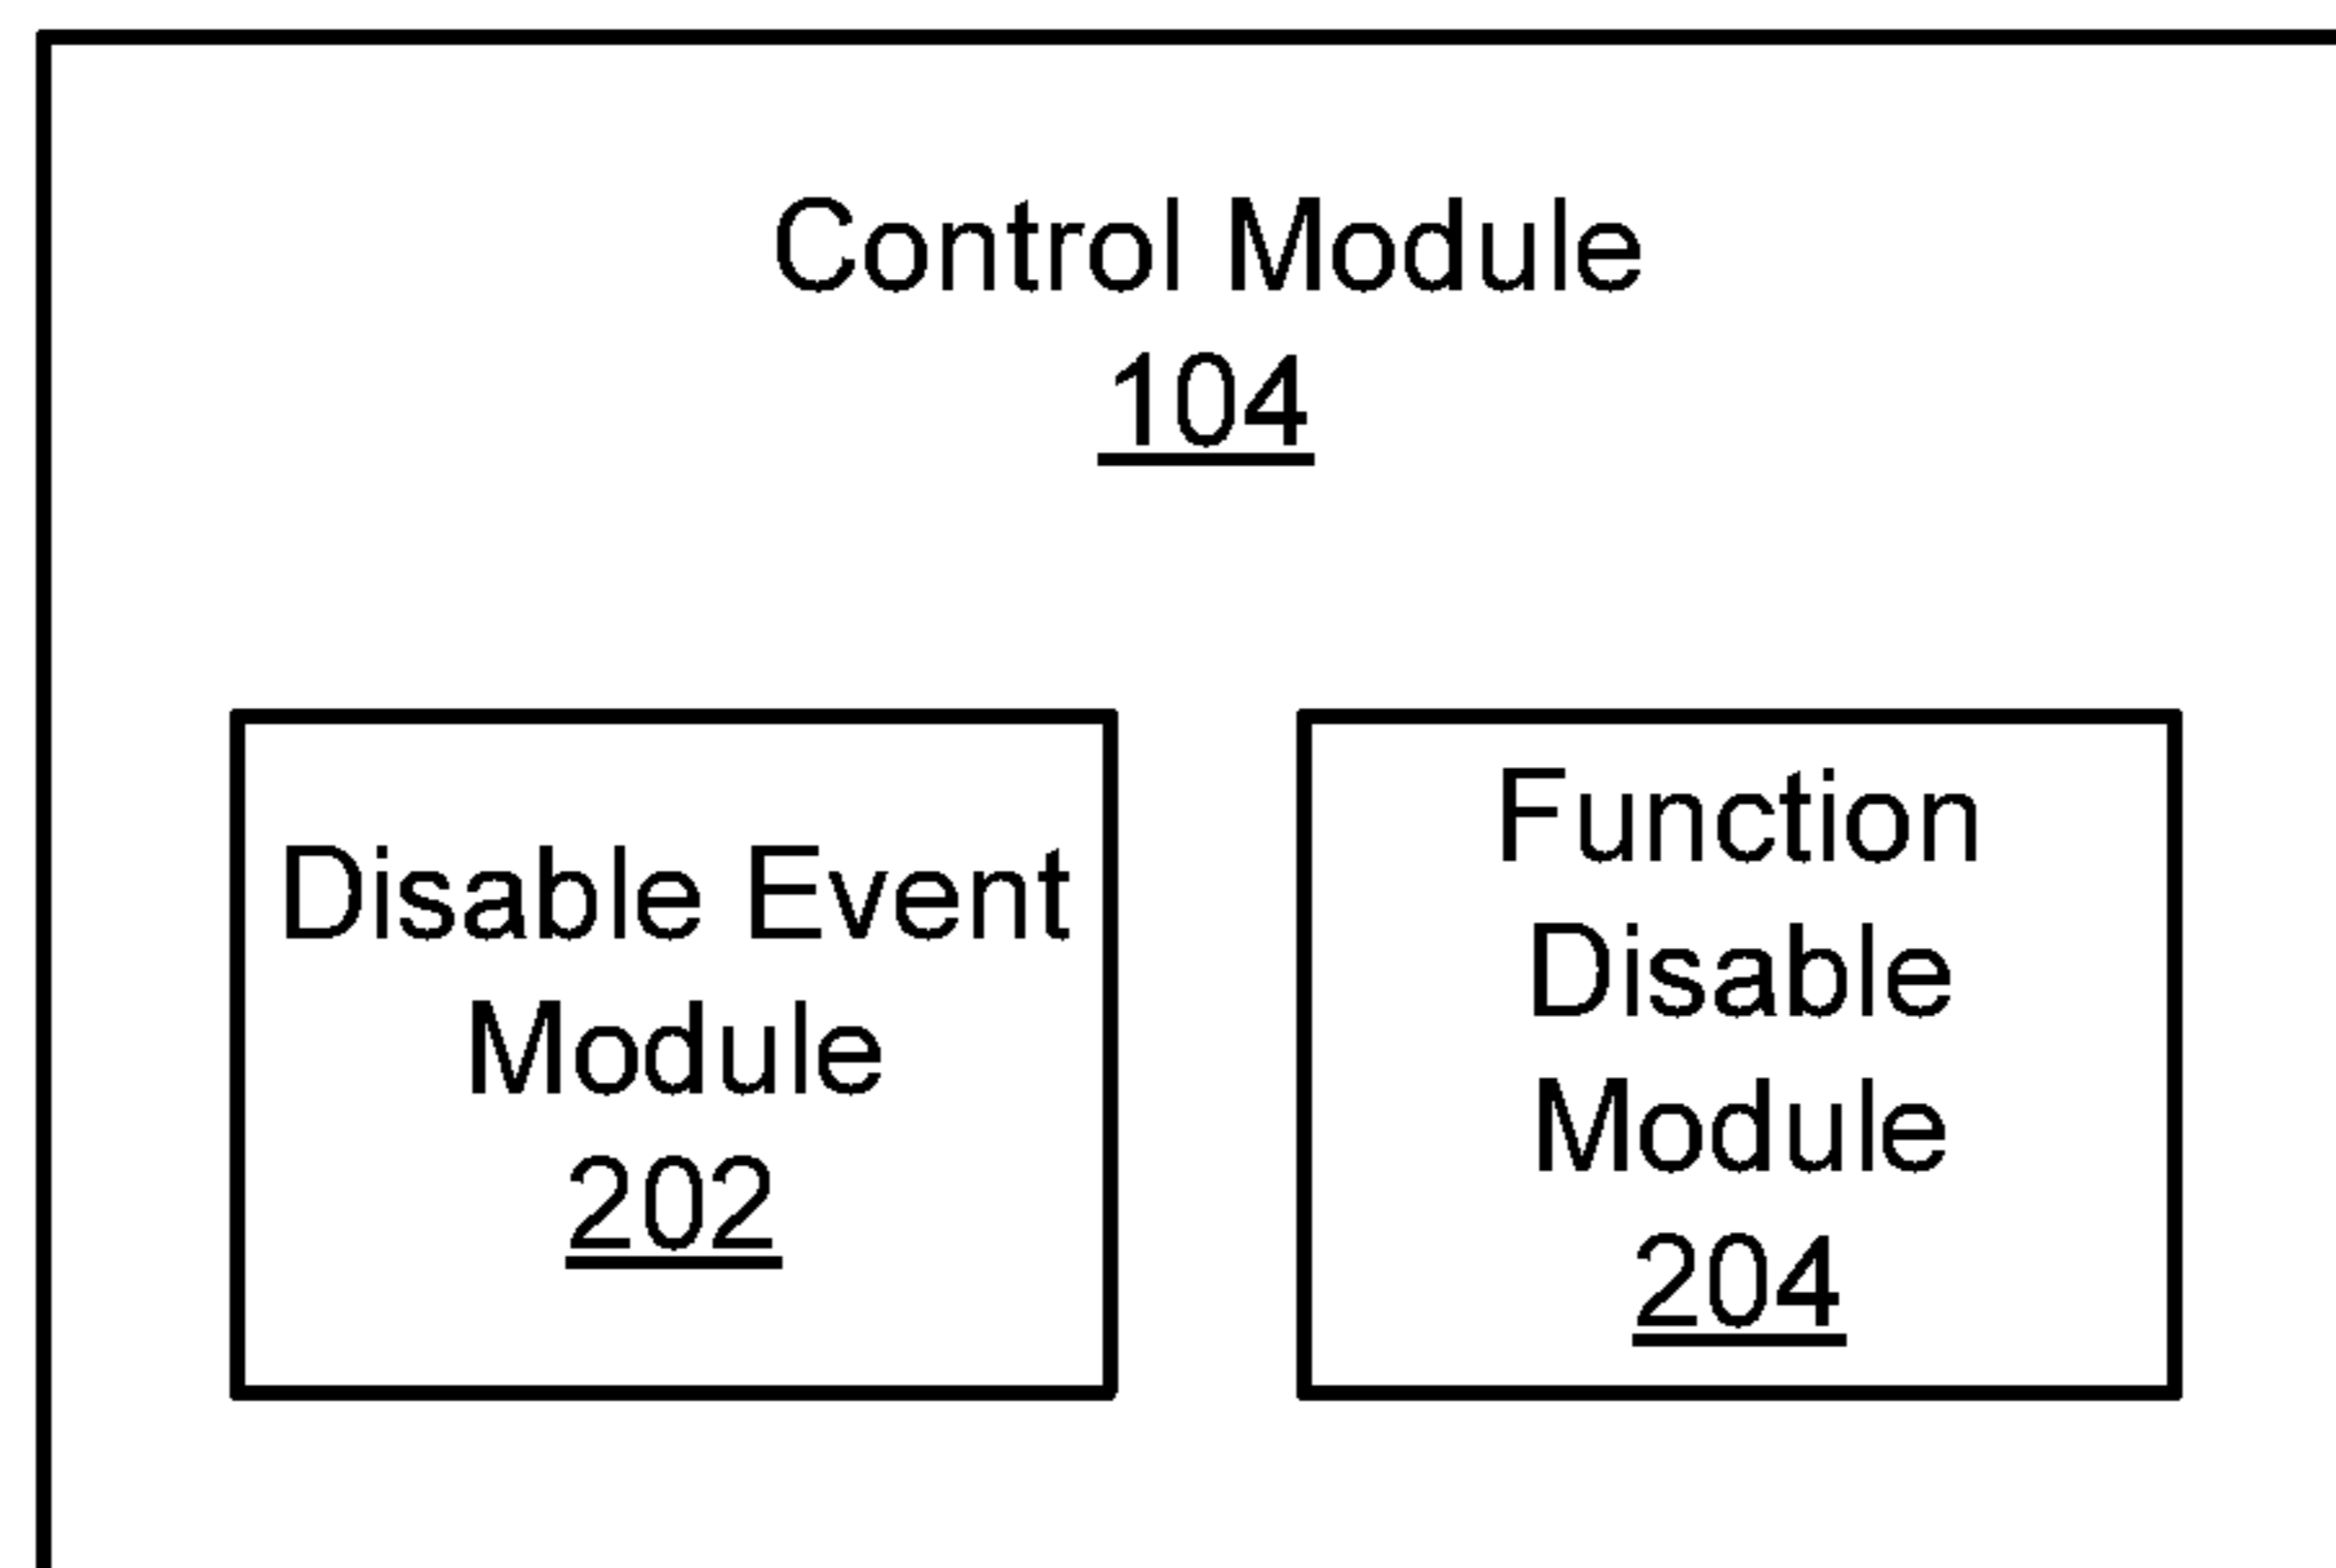 Control Module
104
Disable Event
Module
202
Function
Disable
Module
204